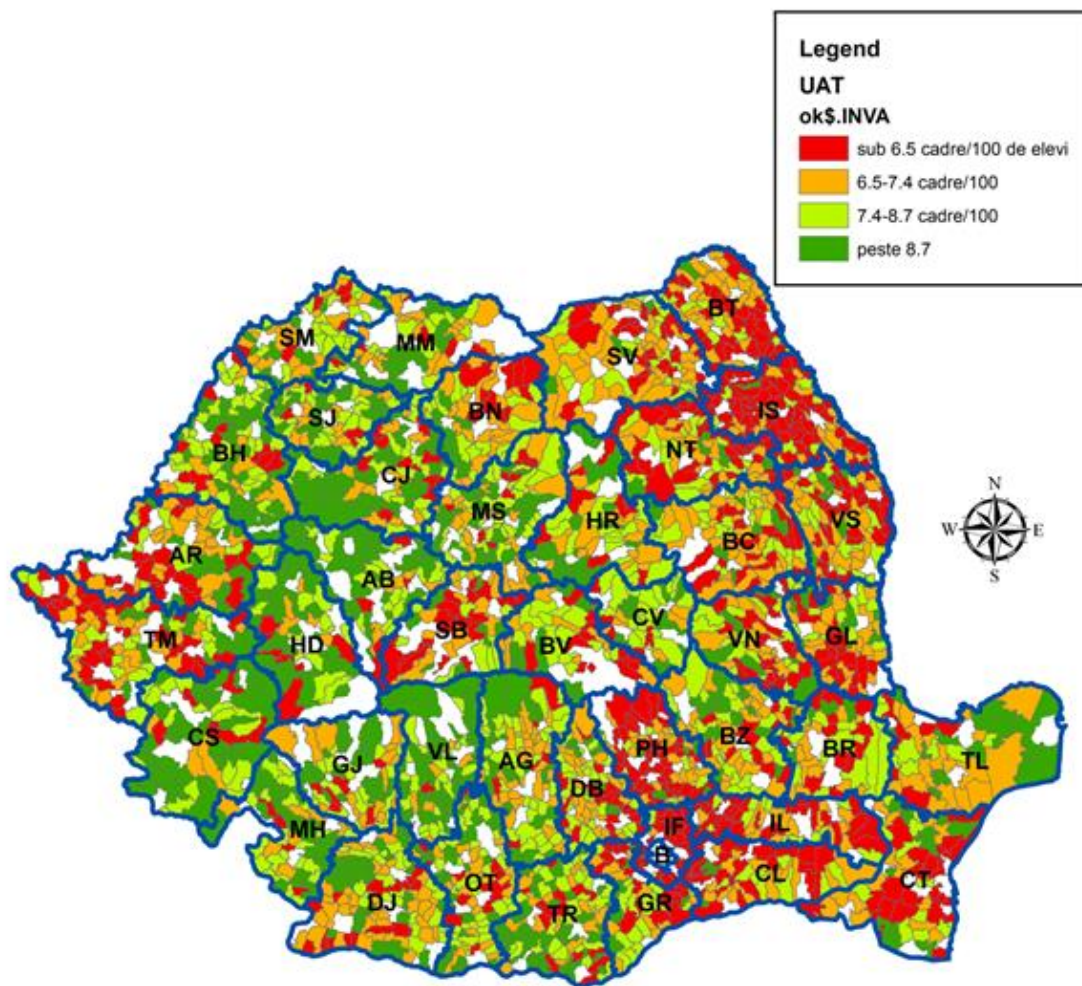 Legend
UAT
ok$.INVA
sub 6.5 cadre/100 de elevi
6.5-7.4 cadre/100
7.4-8.7 cadre/100
peste 8.7
BT
SM
MM
SV
IS
BN
SJ
NT
BH
CJ
MS
HR
VS
BC
N
W
E
S
AR
AB
CV
SB
BV
VN
GL
TM
HD
CS
GJ
VL
AG
PH
BZ
BR
TL
DB
MH
IF
IL
B
OT
CL
CT
DJ
TR
GR